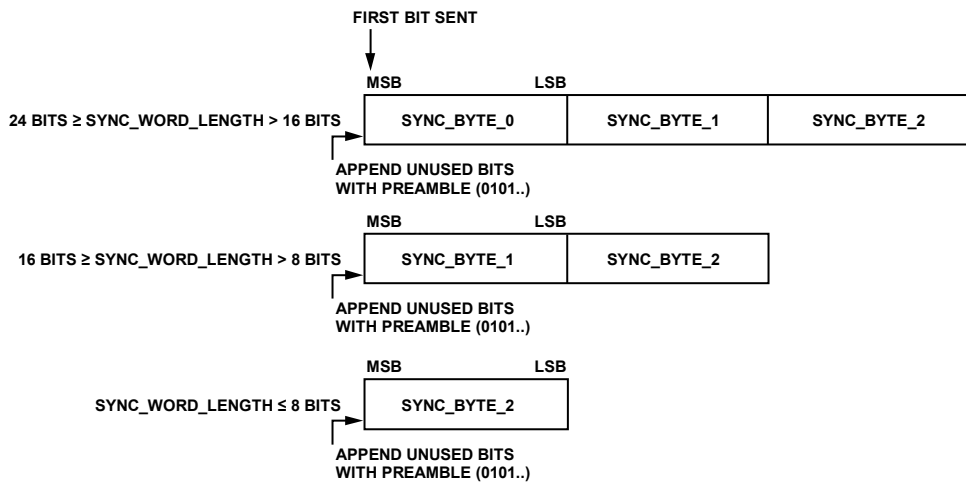 FIRST BIT SENT
MSB LSB
24 BITS ≥ SYNC_WORD_LENGTH > 16 BITS SYNC_BYTE_0 SYNC_BYTE_1 SYNC_BYTE_2
APPEND UNUSED BITS
WITH PREAMBLE (0101..)
MSB LSB
16 BITS ≥ SYNC_WORD_LENGTH > 8 BITS SYNC_BYTE_1 SYNC_BYTE_2
APPEND UNUSED BITS
WITH PREAMBLE (0101..)
MSB LSB
SYNC_WORD_LENGTH ≤ 8 BITS SYNC_BYTE_2
APPEND UNUSED BITS
WITH PREAMBLE (0101..)